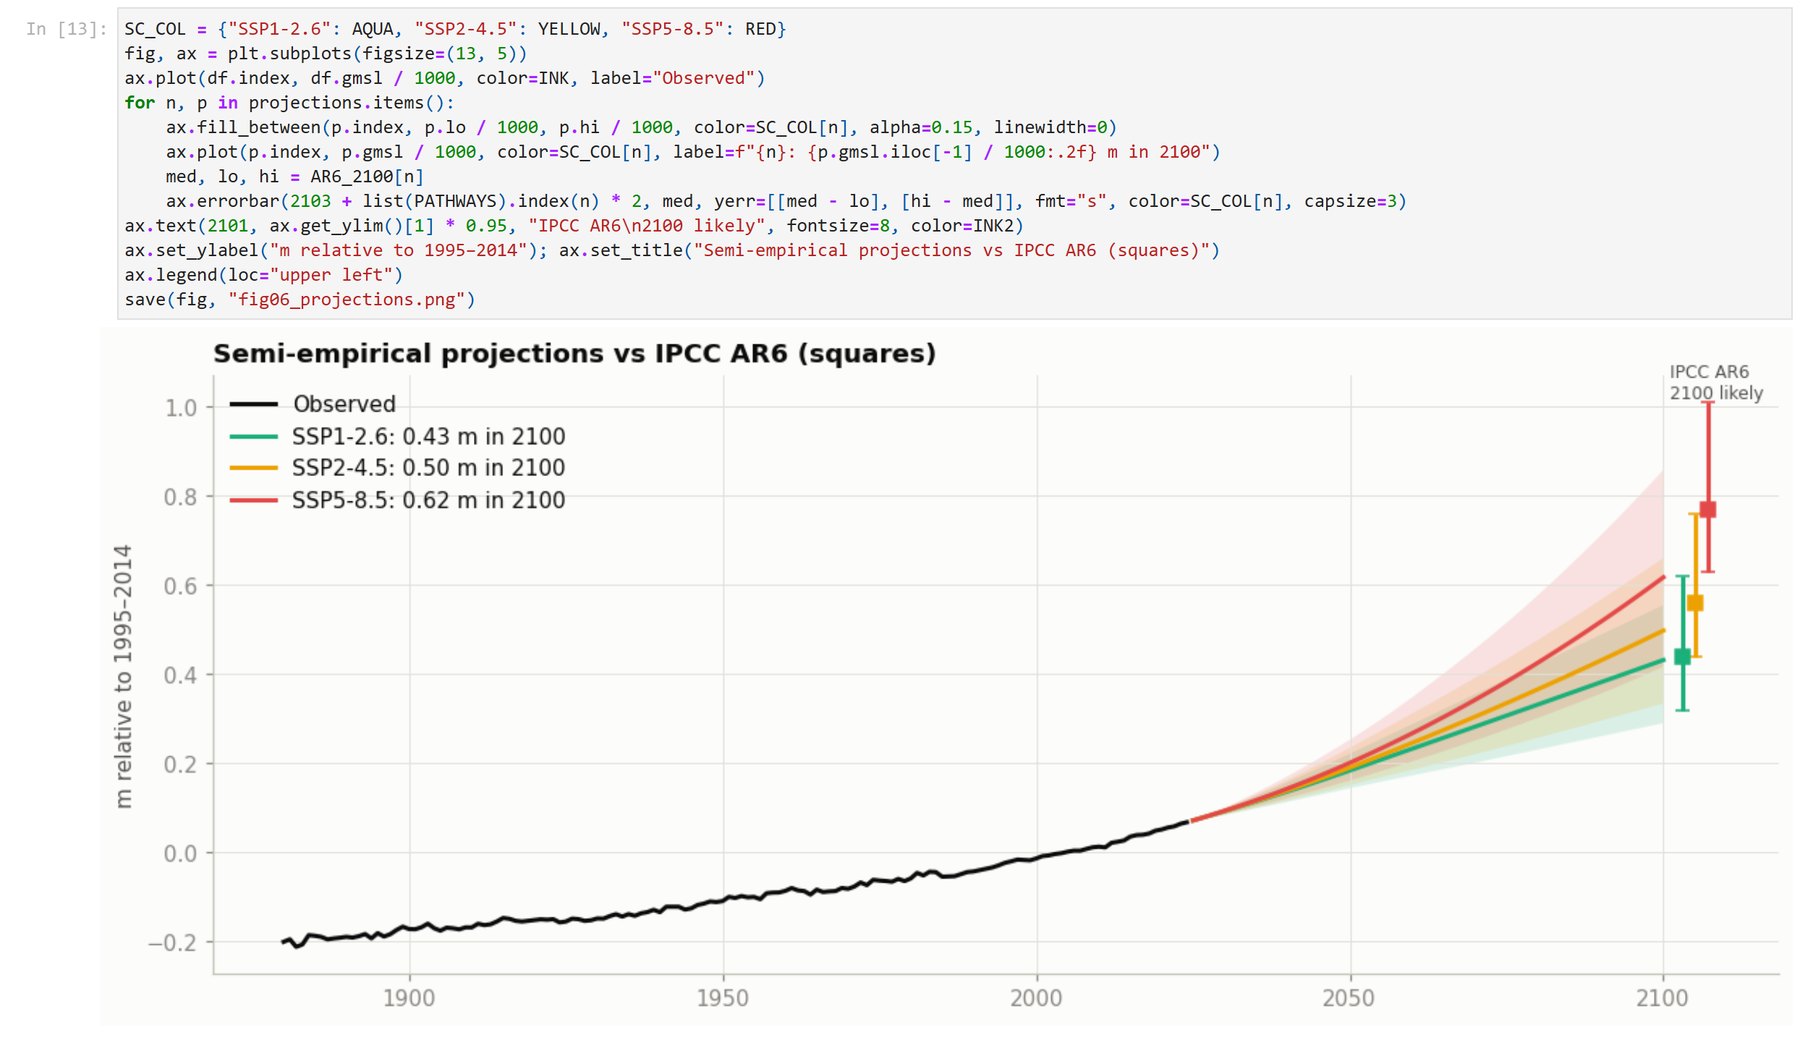 In [13]:
SC_COL = {"SSP1-2.6": AQUA, "SSP2-4.5": YELLOW, "SSP5-8.5": RED}
fig, ax = plt.subplots(figsize=(13, 5))
ax.plot(df.index, df.gmsl / 1000, color=INK, label="Observed")
for n, p in projections.items():
    ax.fill_between(p.index, p.lo / 1000, p.hi / 1000, color=SC_COL[n], alpha=0.15, linewidth=0)
    ax.plot(p.index, p.gmsl / 1000, color=SC_COL[n], label=f"{n}: {p.gmsl.iloc[-1] / 1000:.2f} m in 2100")
    med, lo, hi = AR6_2100[n]
    ax.errorbar(2103 + list(PATHWAYS).index(n) * 2, med, yerr=[[med - lo], [hi - med]], fmt="s", color=SC_COL[n], capsize=3)
ax.text(2101, ax.get_ylim()[1] * 0.95, "IPCC AR6\n2100 likely", fontsize=8, color=INK2)
ax.set_ylabel("m relative to 1995–2014"); ax.set_title("Semi-empirical projections vs IPCC AR6 (squares)")
ax.legend(loc="upper left")
save(fig, "fig06_projections.png")
Semi-empirical projections vs IPCC AR6 (squares)
IPCC AR6
2100 likely
Observed
SSP1-2.6: 0.43 m in 2100
SSP2-4.5: 0.50 m in 2100
SSP5-8.5: 0.62 m in 2100
m relative to 1995–2014
1.0
0.8
0.6
0.4
0.2
0.0
−0.2
1900
1950
2000
2050
2100